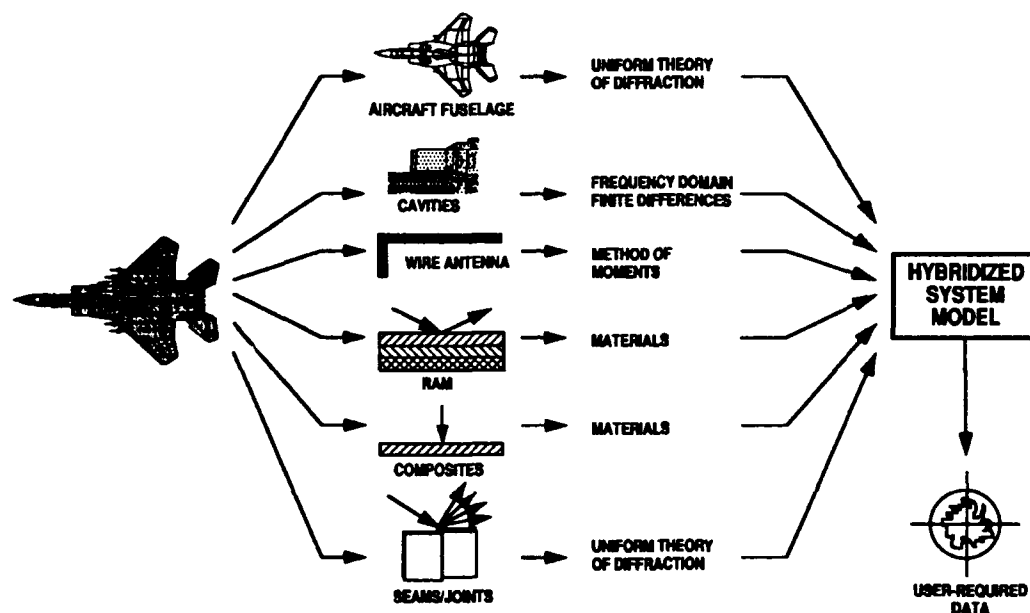 AIRCRAFT FUSELAGE
UNIFORM THEORY
OF DIFFRACTION
CAVITIES
FREQUENCY DOMAIN
FINITE DIFFERENCES
WIRE ANTENNA
METHOD OF
MOMENTS
RAM
MATERIALS
COMPOSITES
MATERIALS
SEAMS/JOINTS
UNIFORM THEORY
OF DIFFRACTION
HYBRIDIZED
SYSTEM
MODEL
USER-REQUIRED
DATA